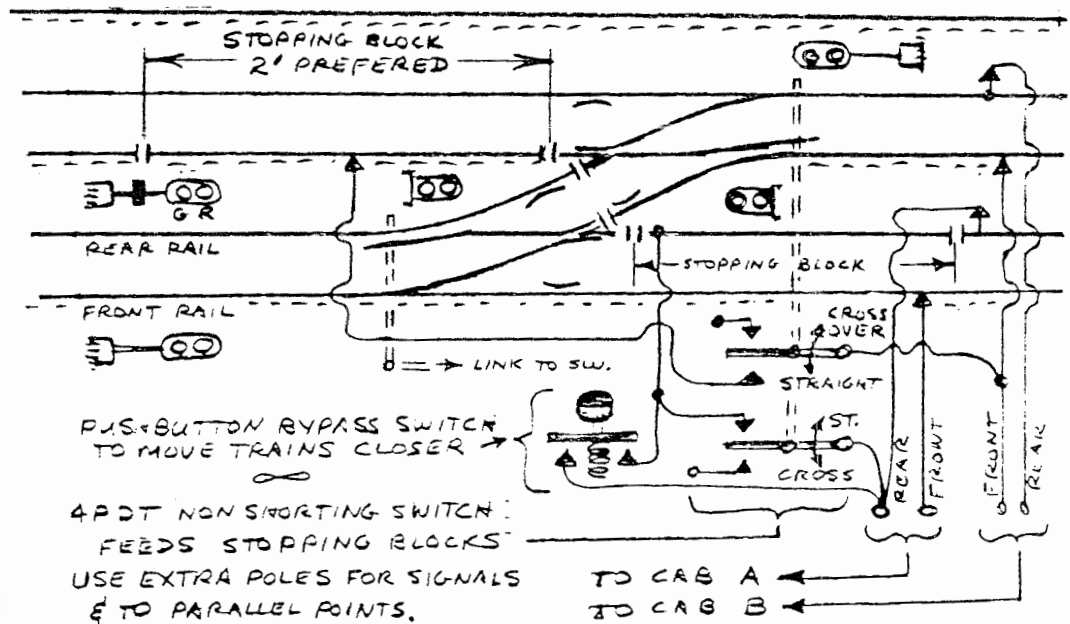 STOPPING BLOCK
2' PREFERED
G R
REAR RAIL
STOPPING BLOCK
FRONT RAIL
CROSS
OVER
LINK TO SW.
STRAIGHT
PUSHBUTTON BYPASS SWITCH
TO MOVE TRAINS CLOSER
ST.
CROSS
REAR
FRONT
FRONT
REAR
4PDT NON SHORTING SWITCH
FEEDS STOPPING BLOCKS
USE EXTRA POLES FOR SIGNALS
& TO PARALLEL POINTS.
TO CAB A
TO CAB B